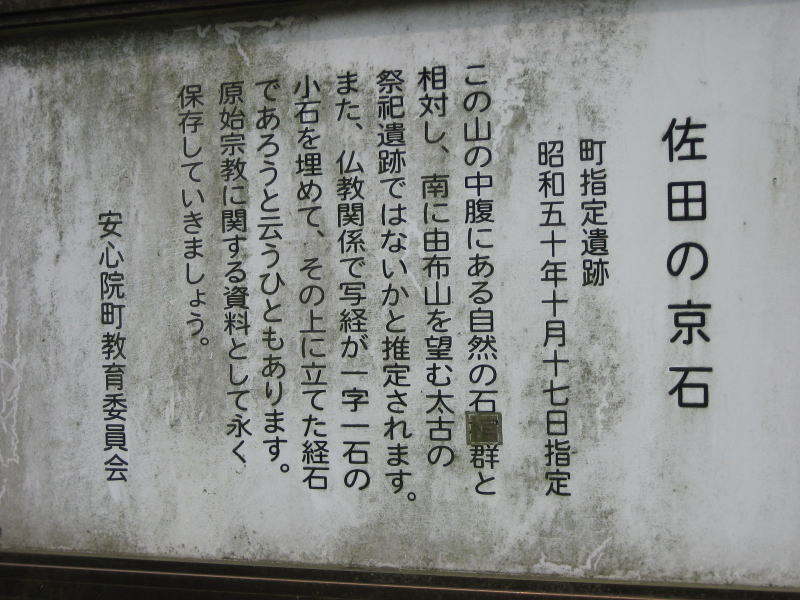 佐田の京石
町指定遺跡
昭和五十年十月十七日指定
この山の中腹にある自然の石群と
相対し、南に由布山を望む太古の
祭祀遺跡ではないかと推定されます。
また、仏教関係で写経が一字一石の
小石を埋めて、その上に立てた経石
であろうと云うひともあります。
原始宗教に関する資料として永く
保存していきましょう。
安心院町教育委員会